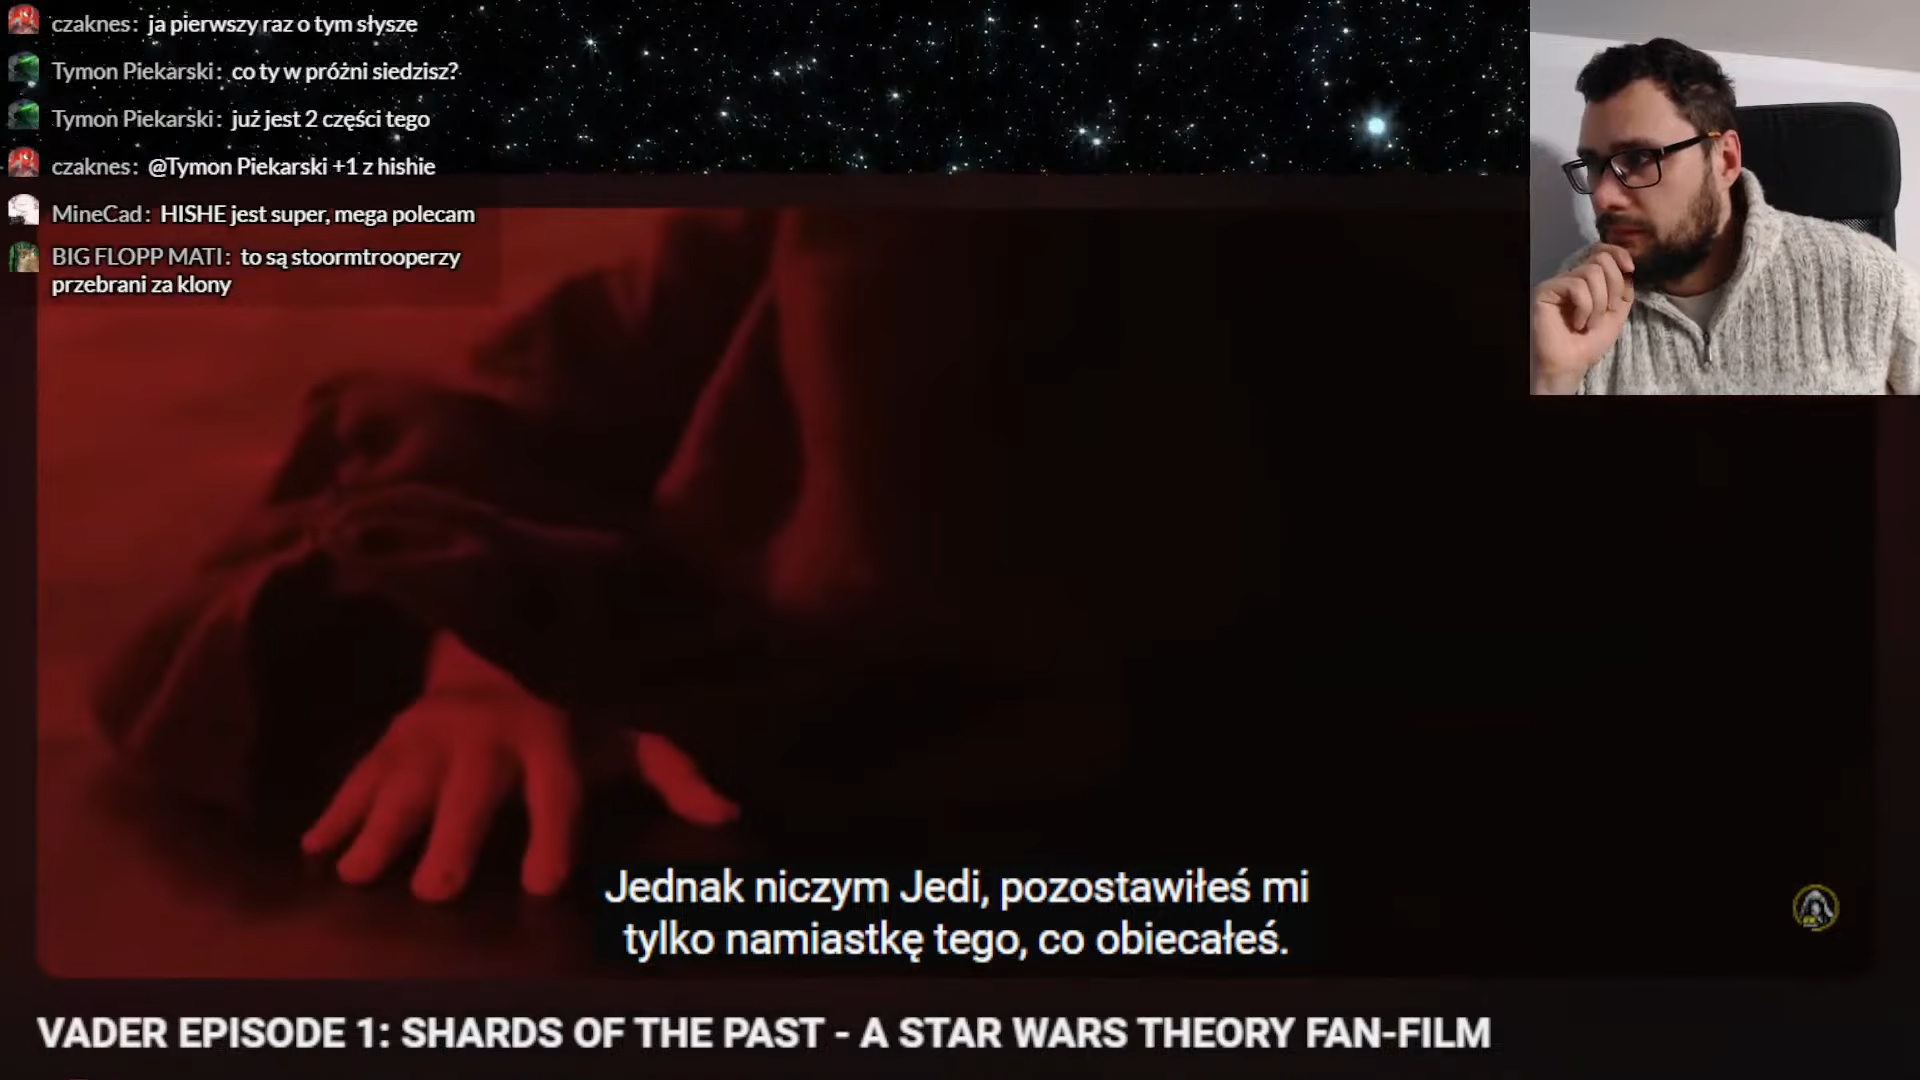 czaknes: ja pierwszy raz o tym słysze
Tymon Piekarski: co ty w próżni siedzisz?
Tymon Piekarski: już jest 2 części tego
czaknes: @Tymon Piekarski +1 z hishie
MineCad: HISHE jest super, mega polecam
BIG FLOPP MATI: to są stoormtrooperzy
przebrani za klony
Jednak niczym Jedi, pozostawiłeś mi
tylko namiastkę tego, co obiecałeś.
VADER EPISODE 1: SHARDS OF THE PAST - A STAR WARS THEORY FAN-FILM